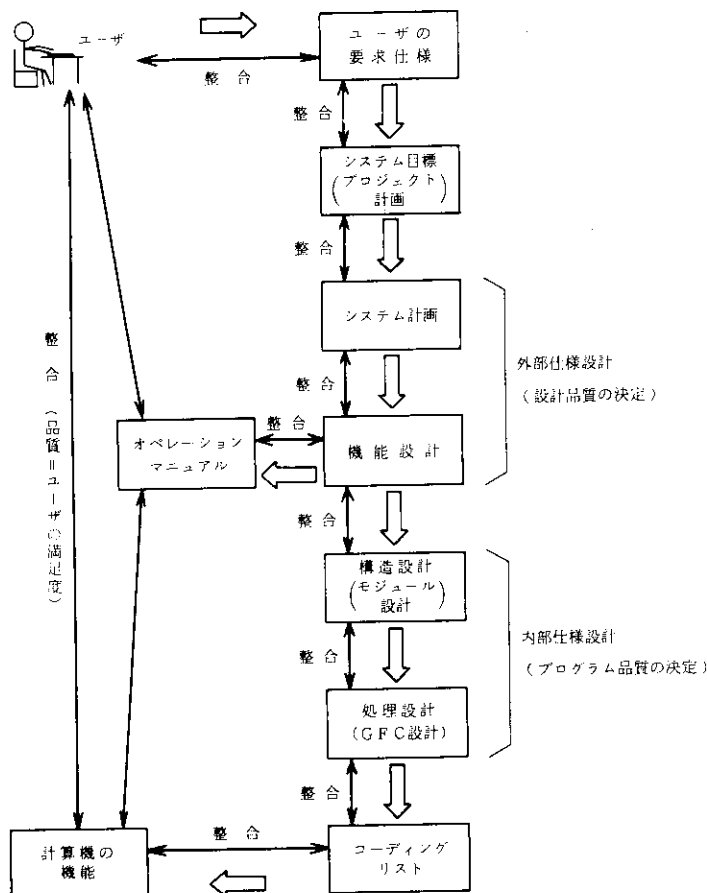 ユーザ
ユーザの
要求仕様
整合
整合
システム目標
(プロジェクト
計画)
整合
システム計画
外部仕様設計
(設計品質の決定)
整合
整合(品質=ユーザの満足度)
オペレーション
マニュアル
整合
機能設計
整合
構造設計
(モジュール
設計)
内部仕様設計
(プログラム品質の決定)
整合
処理設計
(GFC設計)
整合
計算機の
機能
整合
コーディング
リスト